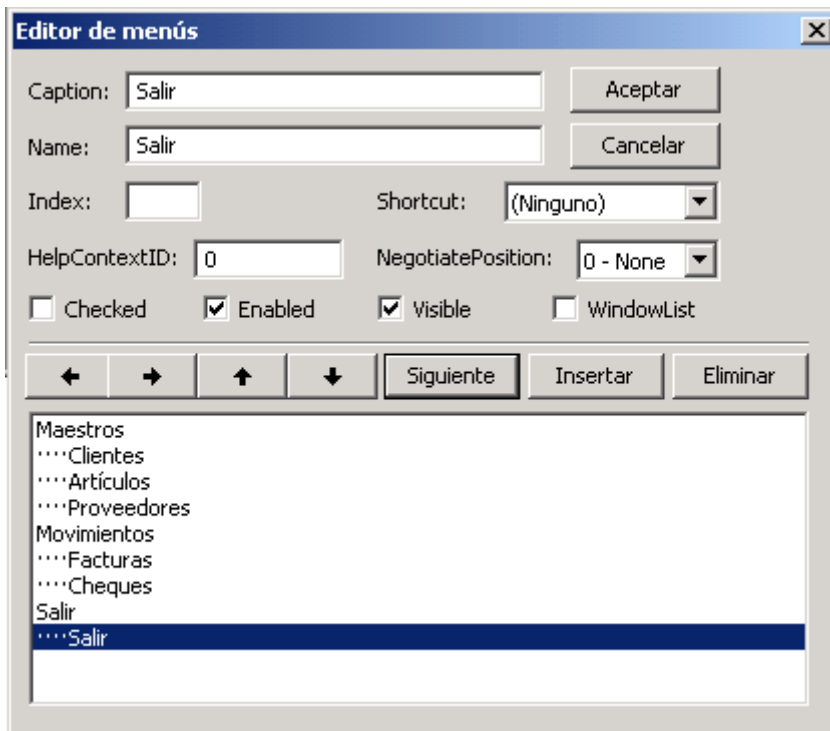 Editor de menús
Caption: Salir Aceptar
Name: Salir Cancelar
Index: Shortcut: (Ninguno)
HelpContextID: 0 NegotiatePosition: 0 - None
Checked Enabled Visible WindowList
Siguiente Insertar Eliminar
Maestros
····Clientes
····Artículos
····Proveedores
Movimientos
····Facturas
····Cheques
Salir
····Salir